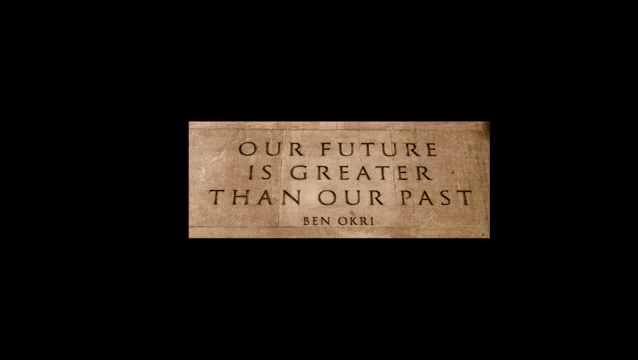 OUR FUTURE
IS GREATER
THAN OUR PAST
BEN OKRI